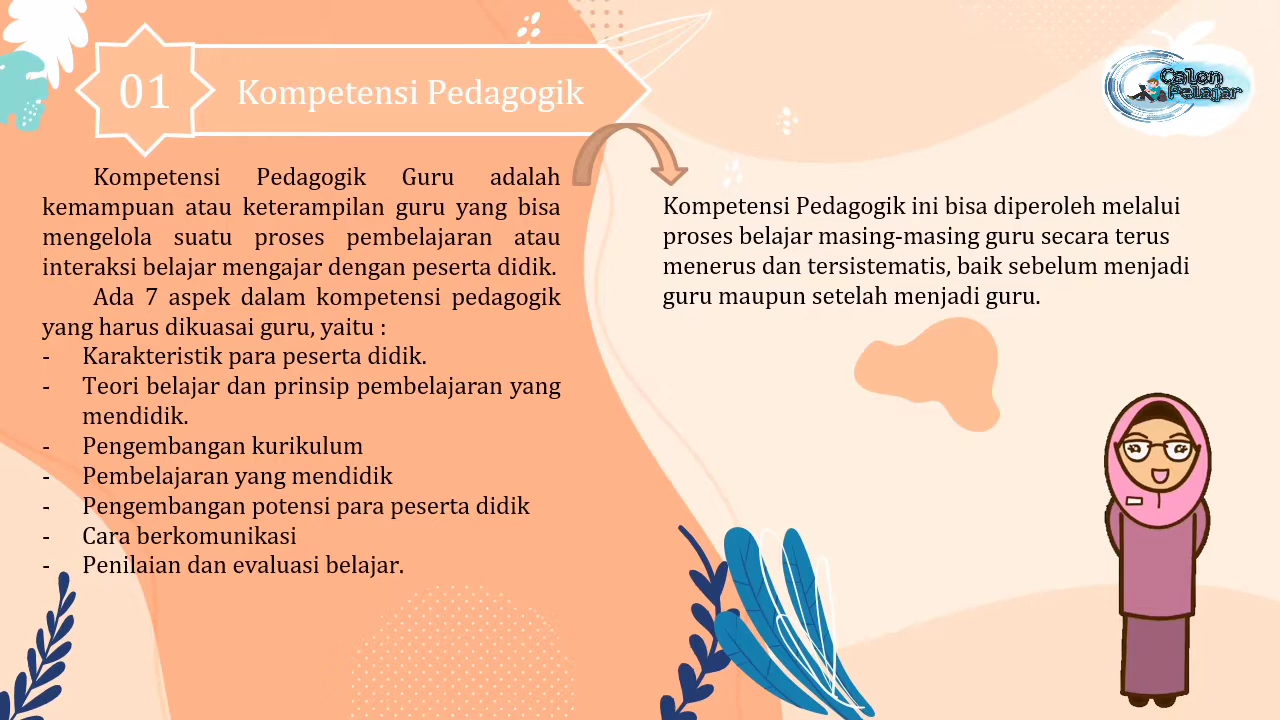 01
Kompetensi Pedagogik
Calon
Pelajar
Kompetensi Pedagogik Guru adalah
kemampuan atau keterampilan guru yang bisa
mengelola suatu proses pembelajaran atau
interaksi belajar mengajar dengan peserta didik.
Ada 7 aspek dalam kompetensi pedagogik
yang harus dikuasai guru, yaitu :
- Karakteristik para peserta didik.
- Teori belajar dan prinsip pembelajaran yang
mendidik.
- Pengembangan kurikulum
- Pembelajaran yang mendidik
- Pengembangan potensi para peserta didik
- Cara berkomunikasi
- Penilaian dan evaluasi belajar.
Kompetensi Pedagogik ini bisa diperoleh melalui
proses belajar masing-masing guru secara terus
menerus dan tersistematis, baik sebelum menjadi
guru maupun setelah menjadi guru.